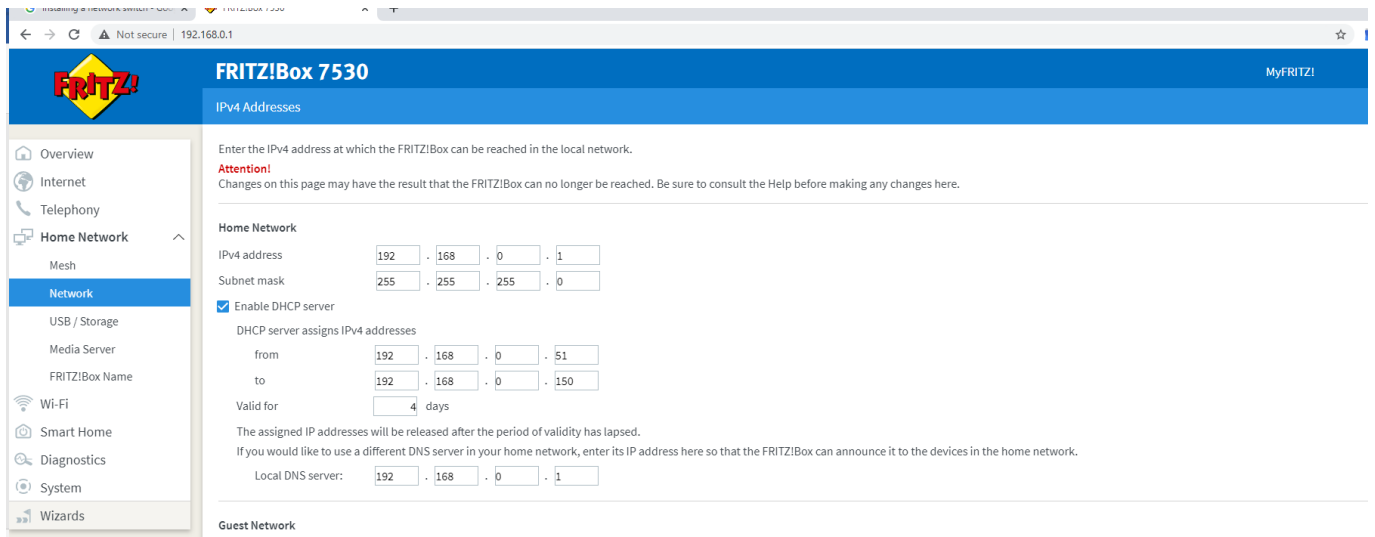 Installing a network switch - Goo
FRITZ!Box 7530
Not secure | 192.168.0.1
FRITZ!
FRITZ!Box 7530
MyFRITZ!
IPv4 Addresses
Overview
Internet
Telephony
Home Network
Mesh
Network
USB / Storage
Media Server
FRITZ!Box Name
Wi-Fi
Smart Home
Diagnostics
System
Wizards
Enter the IPv4 address at which the FRITZ!Box can be reached in the local network.
Attention!
Changes on this page may have the result that the FRITZ!Box can no longer be reached. Be sure to consult the Help before making any changes here.
Home Network
IPv4 address 192 . 168 . 0 . 1
Subnet mask 255 . 255 . 255 . 0
Enable DHCP server
DHCP server assigns IPv4 addresses
from 192 . 168 . 0 . 51
to 192 . 168 . 0 . 150
Valid for 4 days
The assigned IP addresses will be released after the period of validity has lapsed.
If you would like to use a different DNS server in your home network, enter its IP address here so that the FRITZ!Box can announce it to the devices in the home network.
Local DNS server: 192 . 168 . 0 . 1
Guest Network